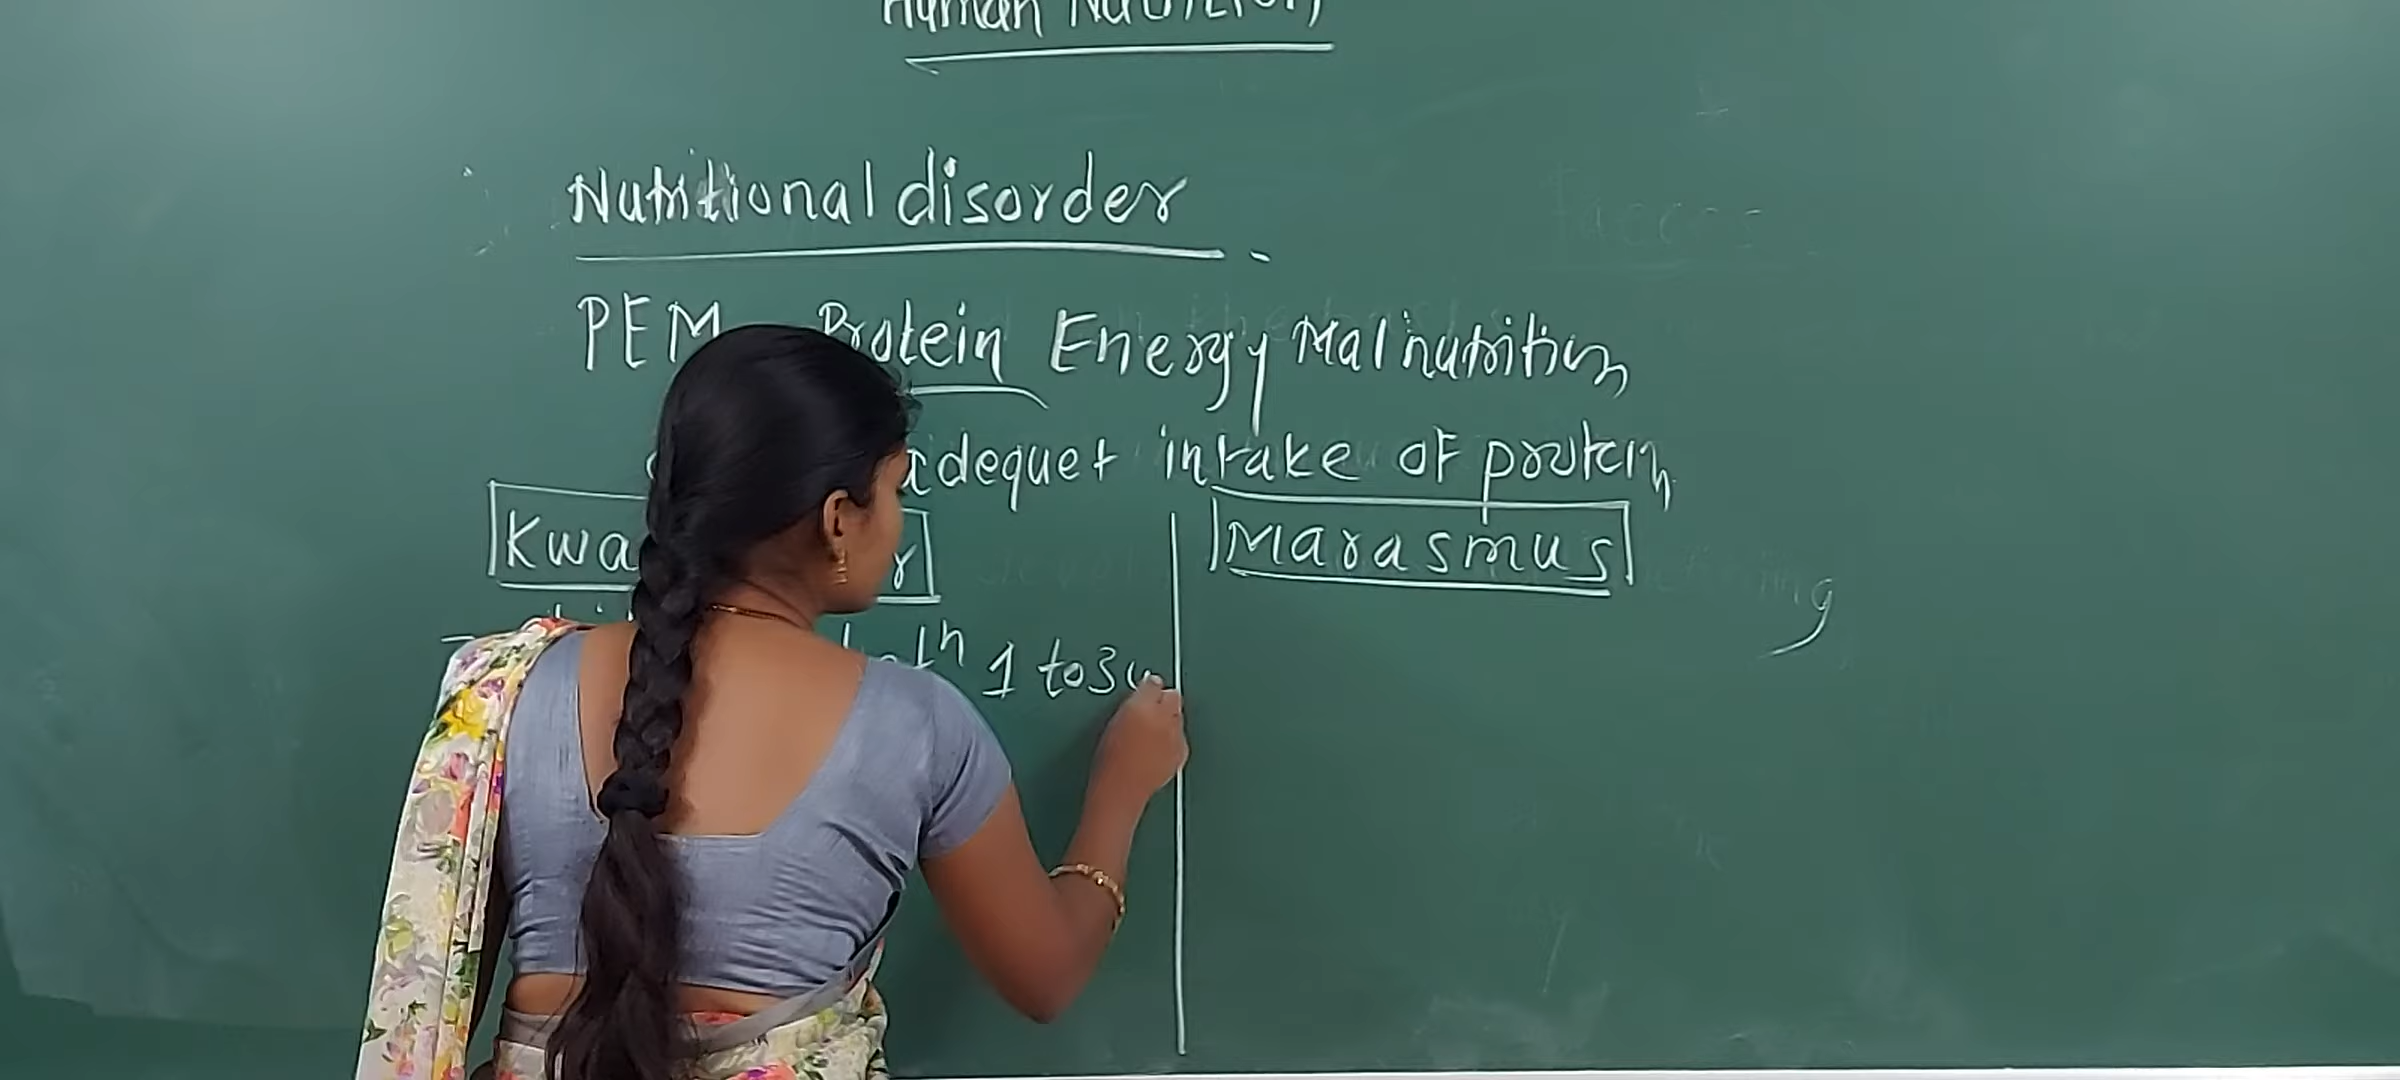 Human Nutrition
Nutritional disorder
PEM Protein Energy Malnutrition
adequet intake of protein
Kwa r Marasmus
1 to 3 y